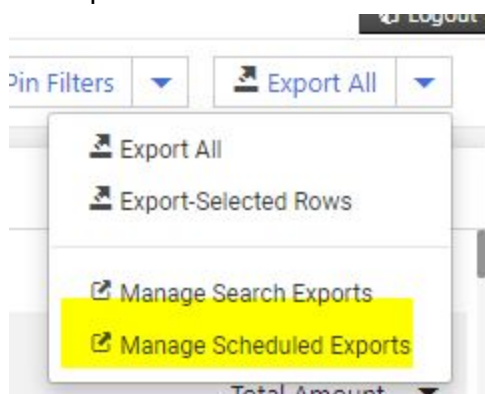 Logout
Pin Filters
Export All
Export All
Export-Selected Rows
Manage Search Exports
Manage Scheduled Exports
Total Amount